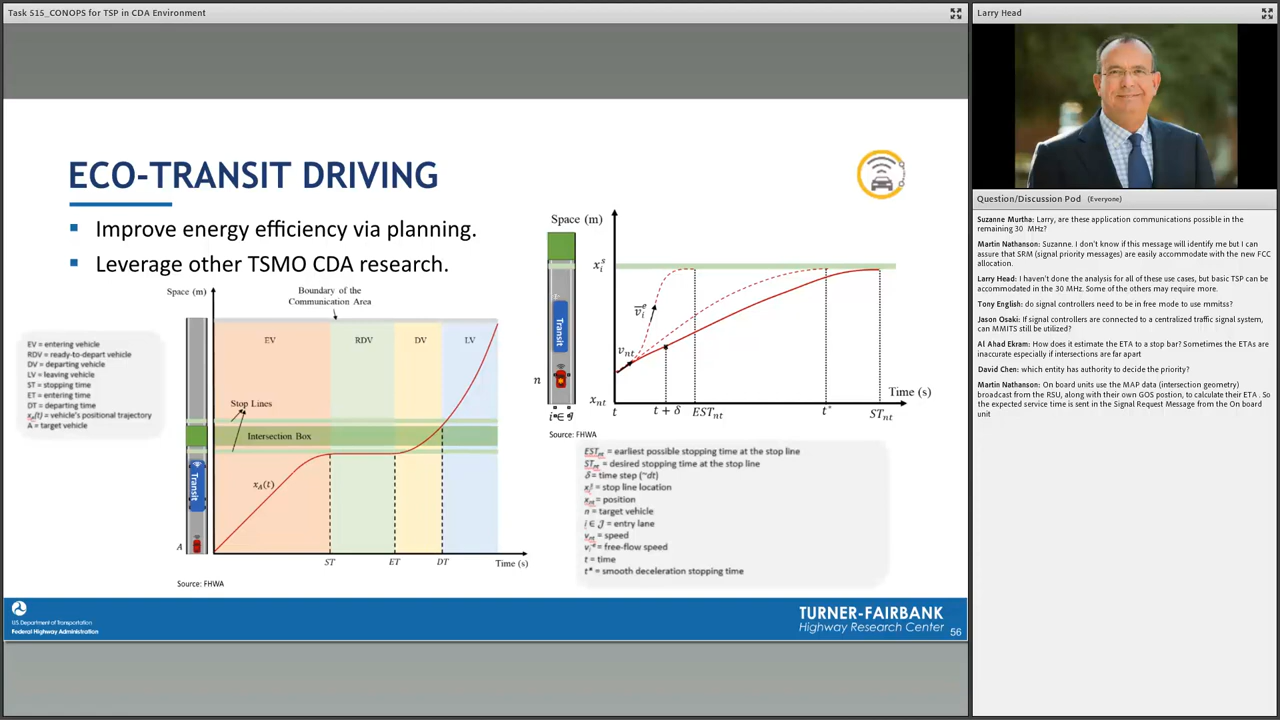 Task 515_CONOPS for TSP in CDA Environment
ECO-TRANSIT DRIVING
Improve energy efficiency via planning.
Leverage other TSMO CDA research.
EV = entering vehicle
RDV = ready-to-depart vehicle
DV = departing vehicle
LV = leaving vehicle
ST = stopping time
ET = entering time
DT = departing time
xₐ(t) = vehicle's positional trajectory
A = target vehicle
Space (m)
Boundary of the
Communication Area
EV
RDV
DV
LV
Stop Lines
Intersection Box
Transit
x_A(t)
A
ST
ET
DT
Time (s)
Source: FHWA
Space (m)
x_i^s
Transit
v_nt
n
x_nt
Time (s)
t
t + δ
EST_nt
t*
ST_nt
Source: FHWA
EST_nt = earliest possible stopping time at the stop line
ST_nt = desired stopping time at the stop line
δ = time step (~dt)
= stop line location
x_nt = position
n = target vehicle
= entry lane
v_nt = speed
= free-flow speed
t = time
t* = smooth deceleration stopping time
U.S. Department of Transportation
Federal Highway Administration
TURNER-FAIRBANK
Highway Research Center
56
Larry Head
Question/Discussion Pod (Everyone)
Suzanne Murtha: Larry, are these application communications possible in the
remaining 30 MHz?
Martin Nathanson: Suzanne. I don't know if this message will identify me but I can
assure that SRM (signal priority messages) are easily accommodate with the new FCC
allocation.
Larry Head: I haven't done the analysis for all of these use cases, but basic TSP can be
accommodated in the 30 MHz. Some of the others may require more.
Tony English: do signal controllers need to be in free mode to use mmitss?
Jason Osaki: If signal controllers are connected to a centralized traffic signal system,
can MMITS still be utilized?
Al Ahad Ekram: How does it estimate the ETA to a stop bar? Sometimes the ETAs are
inaccurate especially if intersections are far apart
David Chen: which entity has authority to decide the priority?
Martin Nathanson: On board units use the MAP data (intersection geometry)
broadcast from the RSU, along with their own GOS postion, to calculate their ETA . So
the expected service time is sent in the Signal Request Message from the On board
unit